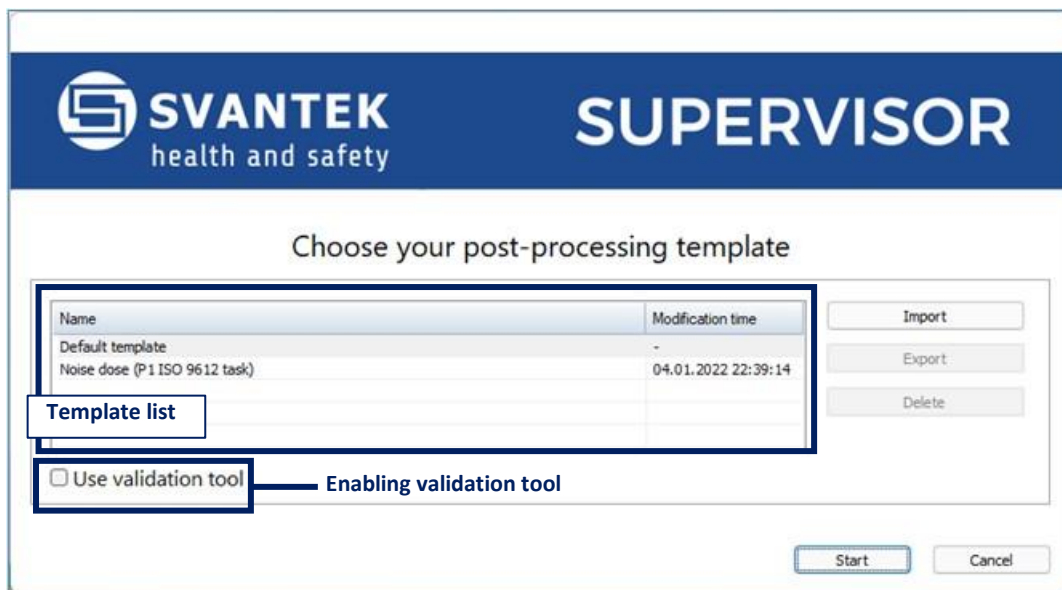 SVANTEK
health and safety
SUPERVISOR
Choose your post-processing template
Name Modification time
Default template -
Noise dose (P1 ISO 9612 task) 04.01.2022 22:39:14
Template list
Import
Export
Delete
Use validation tool
Enabling validation tool
Start Cancel